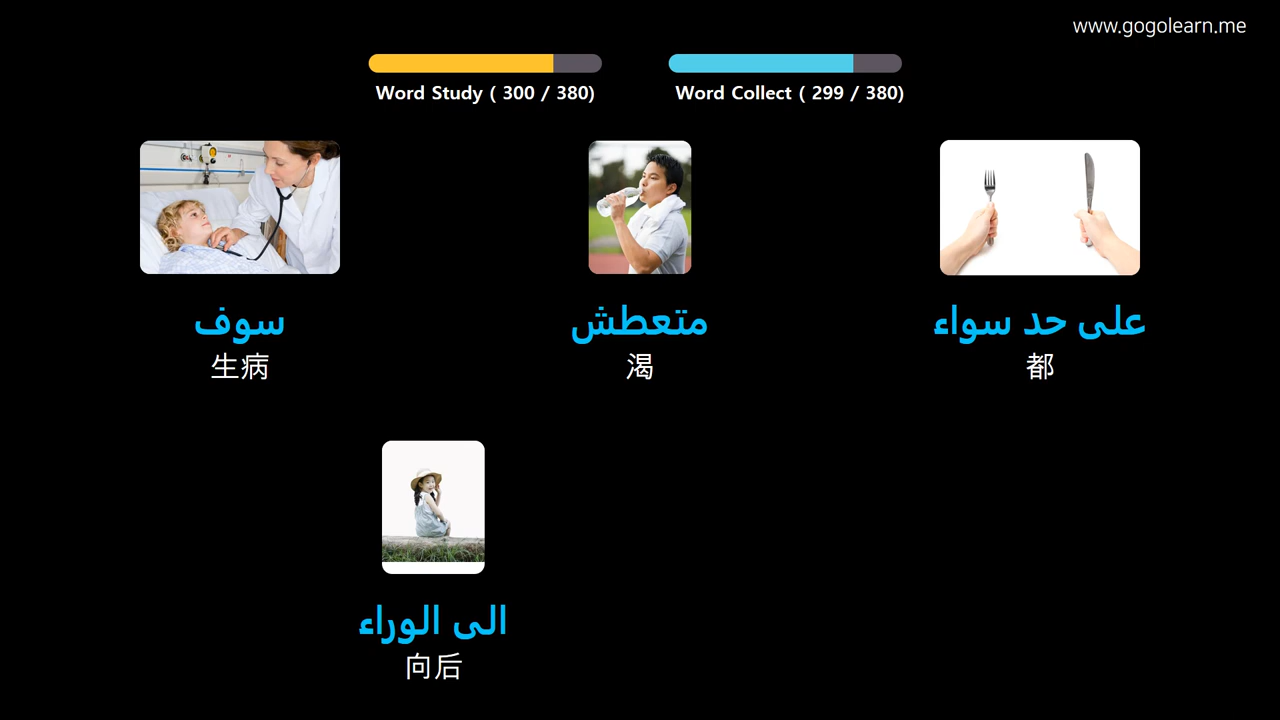 www.gogolearn.me
Word Study ( 300 / 380)
Word Collect ( 299 / 380)
سوف
生病
متعطش
渴
على حد سواء
都
الى الوراء
向后